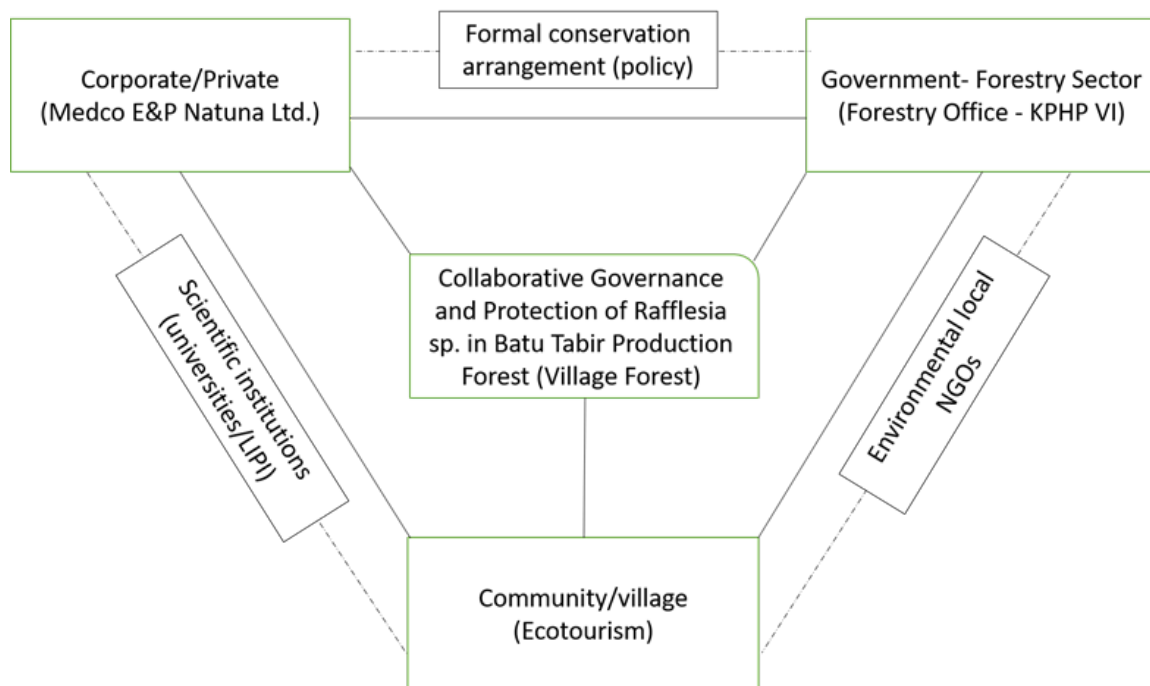 Formal conservation
arrangement (policy)
Corporate/Private
(Medco E&P Natuna Ltd.)
Government- Forestry Sector
(Forestry Office - KPHP VI)
Collaborative Governance
and Protection of Rafflesia
sp. in Batu Tabir Production
Forest (Village Forest)
Scientific institutions
(universities/LIPI)
Environmental local
NGOs
Community/village
(Ecotourism)